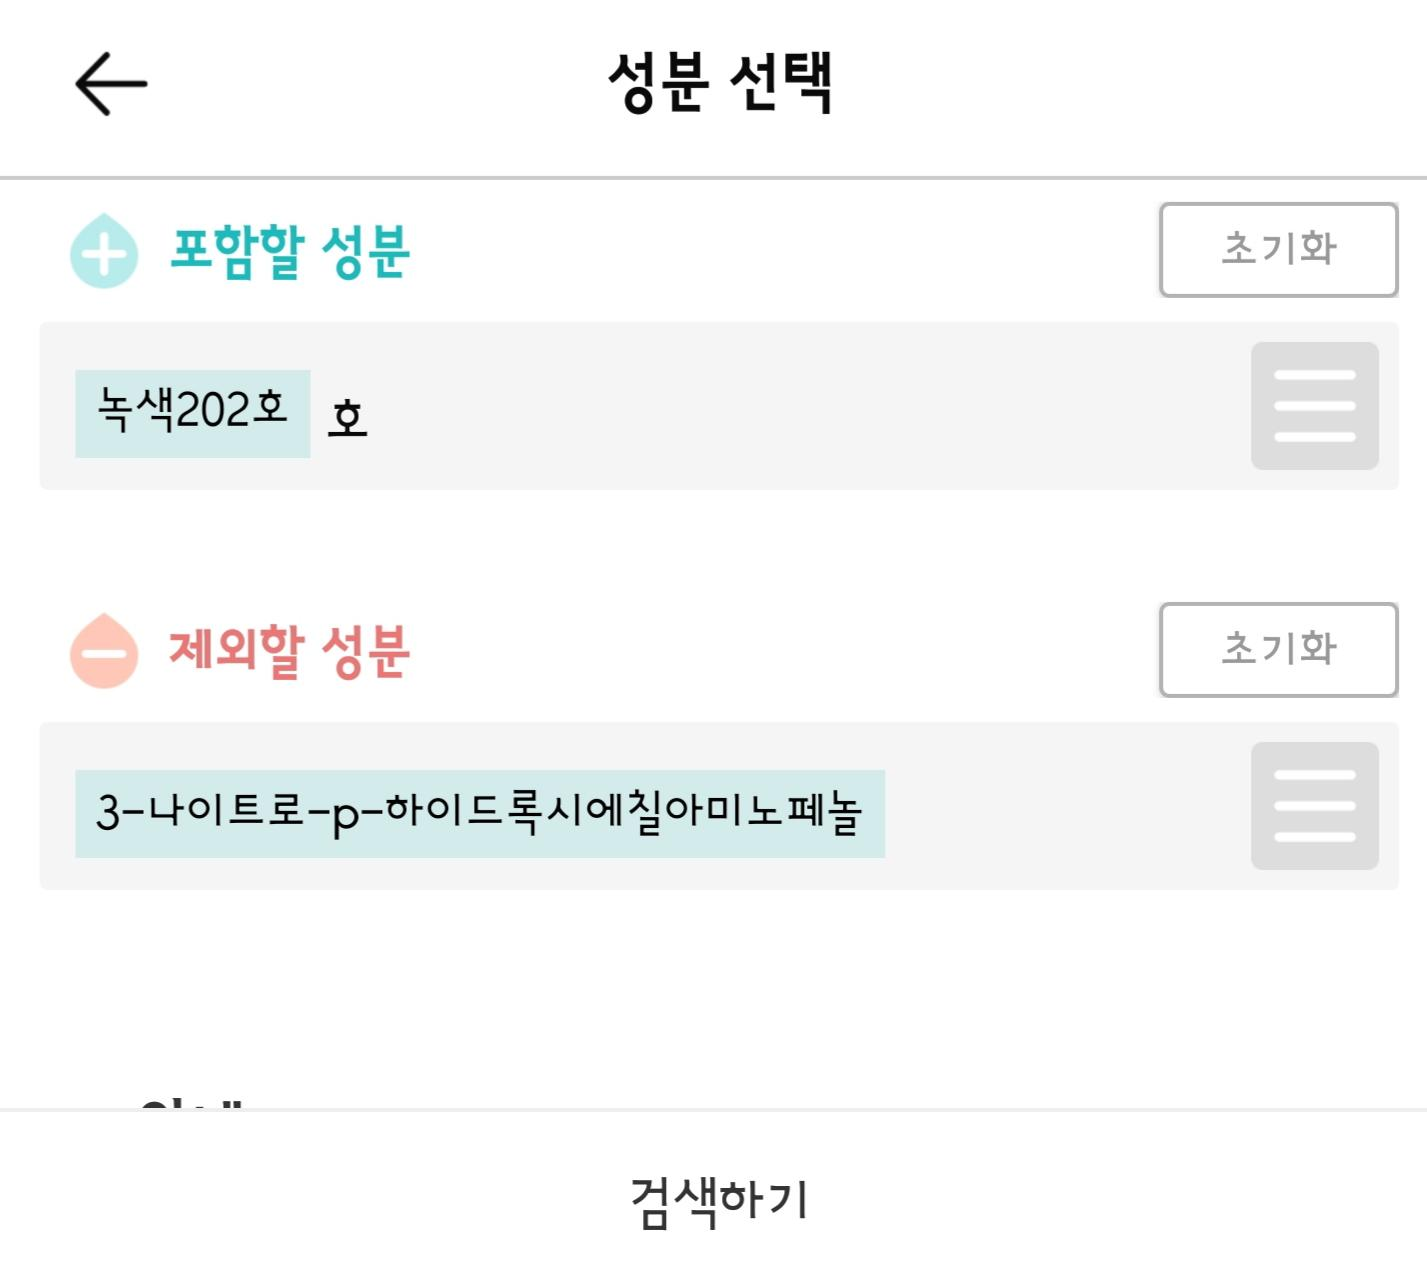 성분 선택
포함할 성분
초기화
녹색202호 호
제외할 성분
초기화
3-나이트로-p-하이드록시에칠아미노페놀
검색하기